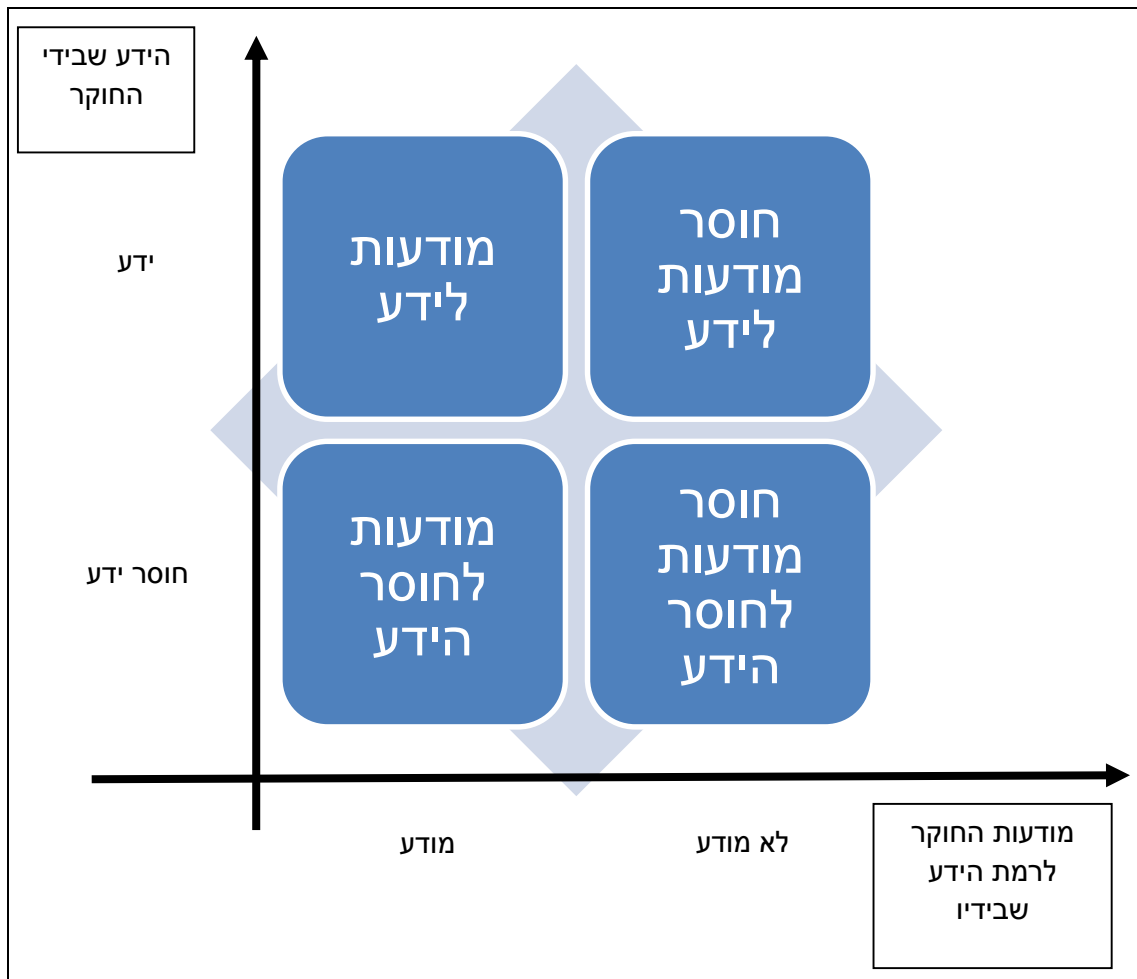 הידע שבידי
החוקר
ידע
חוסר ידע
מודעות
לידע
חוסר
מודעות
לידע
מודעות
לחוסר
הידע
חוסר
מודעות
לחוסר
הידע
מודע
לא מודע
מודעות החוקר
לרמת הידע
שבידיו